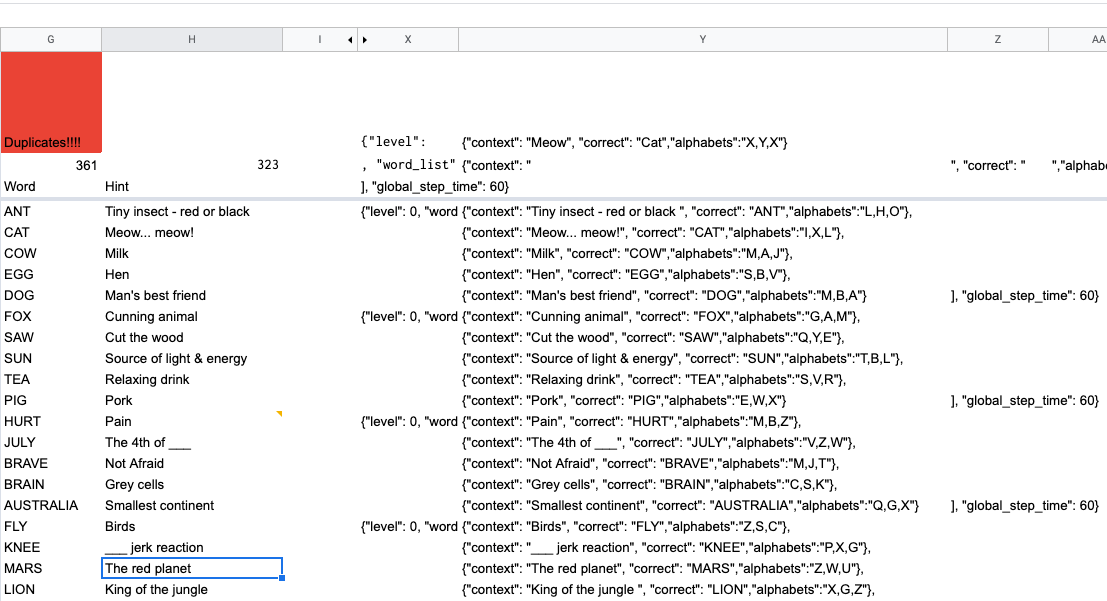 G H I X Y Z AA
Duplicates!!!! {"level": {"context": "Meow", "correct": "Cat","alphabets":"X,Y,X"}
361 323 , "word_list" {"context": " ", "correct": " ","alphabe
Word Hint ], "global_step_time": 60}
ANT Tiny insect - red or black {"level": 0, "word {"context": "Tiny insect - red or black ", "correct": "ANT","alphabets":"L,H,O"},
CAT Meow... meow! {"context": "Meow... meow!", "correct": "CAT","alphabets":"I,X,L"},
COW Milk {"context": "Milk", "correct": "COW","alphabets":"M,A,J"},
EGG Hen {"context": "Hen", "correct": "EGG","alphabets":"S,B,V"},
DOG Man's best friend {"context": "Man's best friend", "correct": "DOG","alphabets":"M,B,A"} ], "global_step_time": 60}
FOX Cunning animal {"level": 0, "word {"context": "Cunning animal", "correct": "FOX","alphabets":"G,A,M"},
SAW Cut the wood {"context": "Cut the wood", "correct": "SAW","alphabets":"Q,Y,E"},
SUN Source of light & energy {"context": "Source of light & energy", "correct": "SUN","alphabets":"T,B,L"},
TEA Relaxing drink {"context": "Relaxing drink", "correct": "TEA","alphabets":"S,V,R"},
PIG Pork {"context": "Pork", "correct": "PIG","alphabets":"E,W,X"} ], "global_step_time": 60}
HURT Pain {"level": 0, "word {"context": "Pain", "correct": "HURT","alphabets":"M,B,Z"},
JULY The 4th of ___ {"context": "The 4th of ___", "correct": "JULY","alphabets":"V,Z,W"},
BRAVE Not Afraid {"context": "Not Afraid", "correct": "BRAVE","alphabets":"M,J,T"},
BRAIN Grey cells {"context": "Grey cells", "correct": "BRAIN","alphabets":"C,S,K"},
AUSTRALIA Smallest continent {"context": "Smallest continent", "correct": "AUSTRALIA","alphabets":"Q,G,X"} ], "global_step_time": 60}
FLY Birds {"level": 0, "word {"context": "Birds", "correct": "FLY","alphabets":"Z,S,C"},
KNEE ___ jerk reaction {"context": "___ jerk reaction", "correct": "KNEE","alphabets":"P,X,G"},
MARS The red planet {"context": "The red planet", "correct": "MARS","alphabets":"Z,W,U"},
LION King of the jungle {"context": "King of the jungle ", "correct": "LION","alphabets":"X,G,Z"},